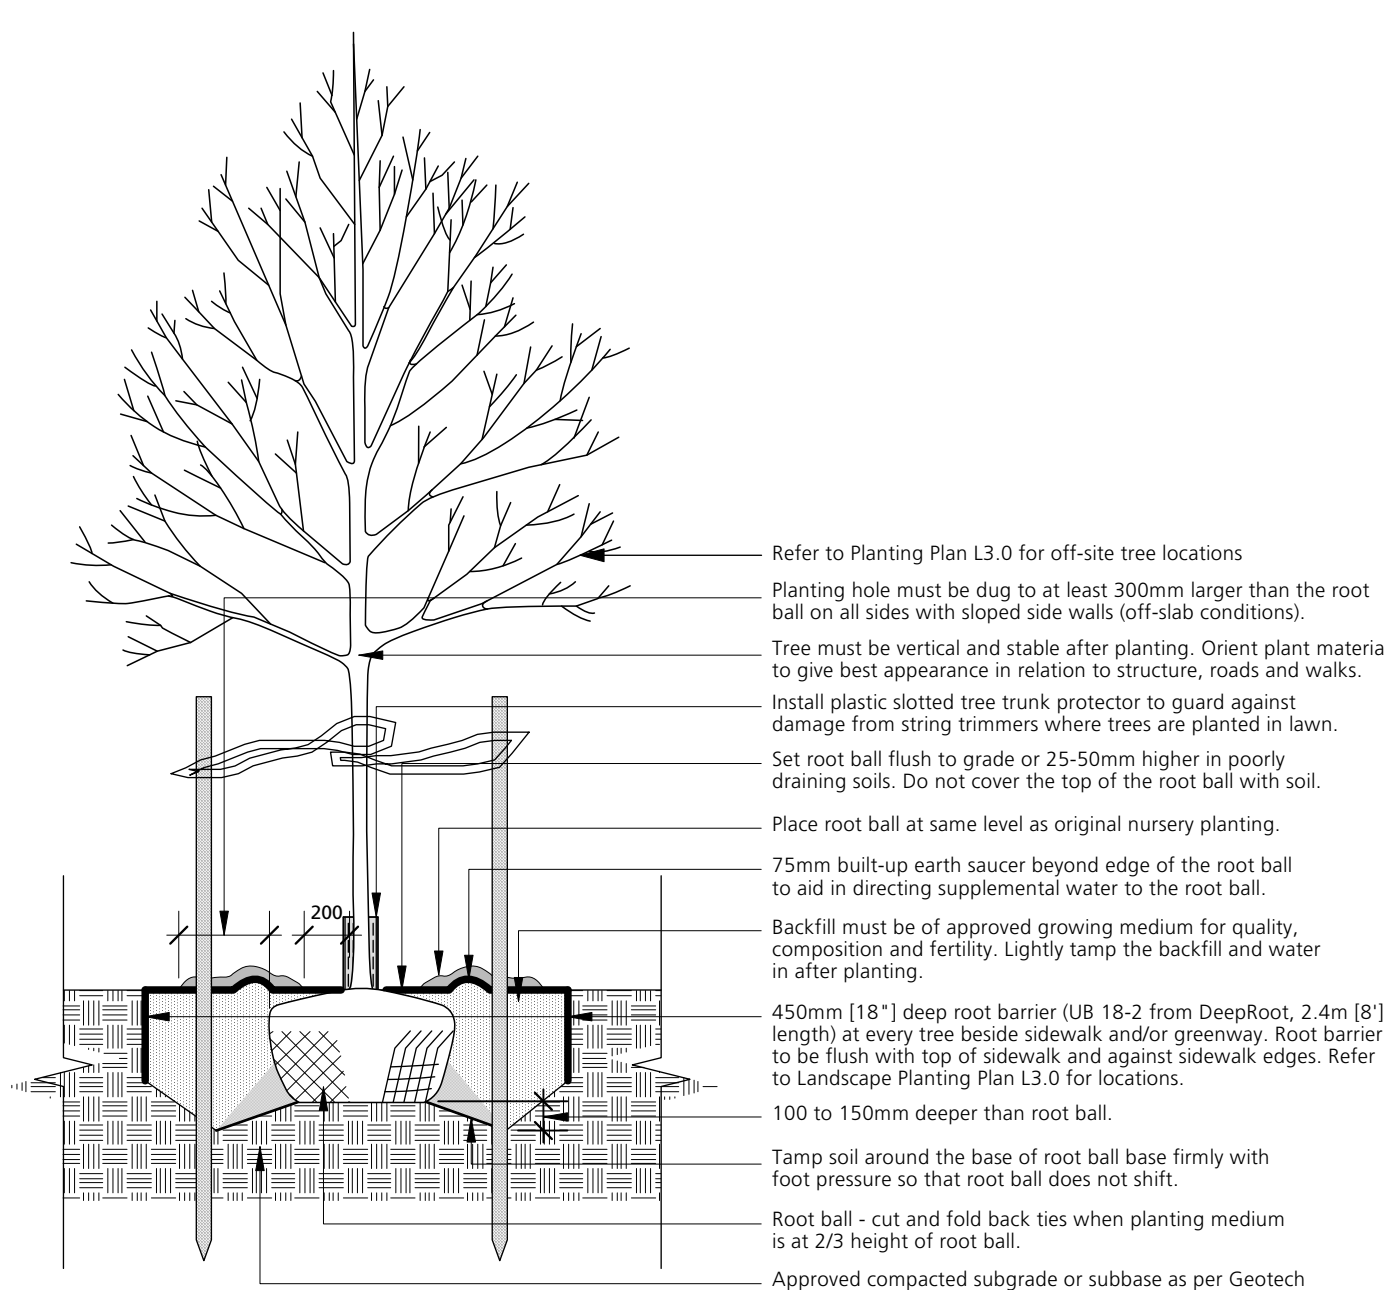 Refer to Planting Plan L3.0 for off-site tree locations
Planting hole must be dug to at least 300mm larger than the root
ball on all sides with sloped side walls (off-slab conditions).
Tree must be vertical and stable after planting. Orient plant materia
to give best appearance in relation to structure, roads and walks.
Install plastic slotted tree trunk protector to guard against
damage from string trimmers where trees are planted in lawn.
Set root ball flush to grade or 25-50mm higher in poorly
draining soils. Do not cover the top of the root ball with soil.
Place root ball at same level as original nursery planting.
75mm built-up earth saucer beyond edge of the root ball
to aid in directing supplemental water to the root ball.
200
Backfill must be of approved growing medium for quality,
composition and fertility. Lightly tamp the backfill and water
in after planting.
450mm [18"] deep root barrier (UB 18-2 from DeepRoot, 2.4m [8']
length) at every tree beside sidewalk and/or greenway. Root barrier
to be flush with top of sidewalk and against sidewalk edges. Refer
to Landscape Planting Plan L3.0 for locations.
100 to 150mm deeper than root ball.
Tamp soil around the base of root ball base firmly with
foot pressure so that root ball does not shift.
Root ball - cut and fold back ties when planting medium
is at 2/3 height of root ball.
Approved compacted subgrade or subbase as per Geotech